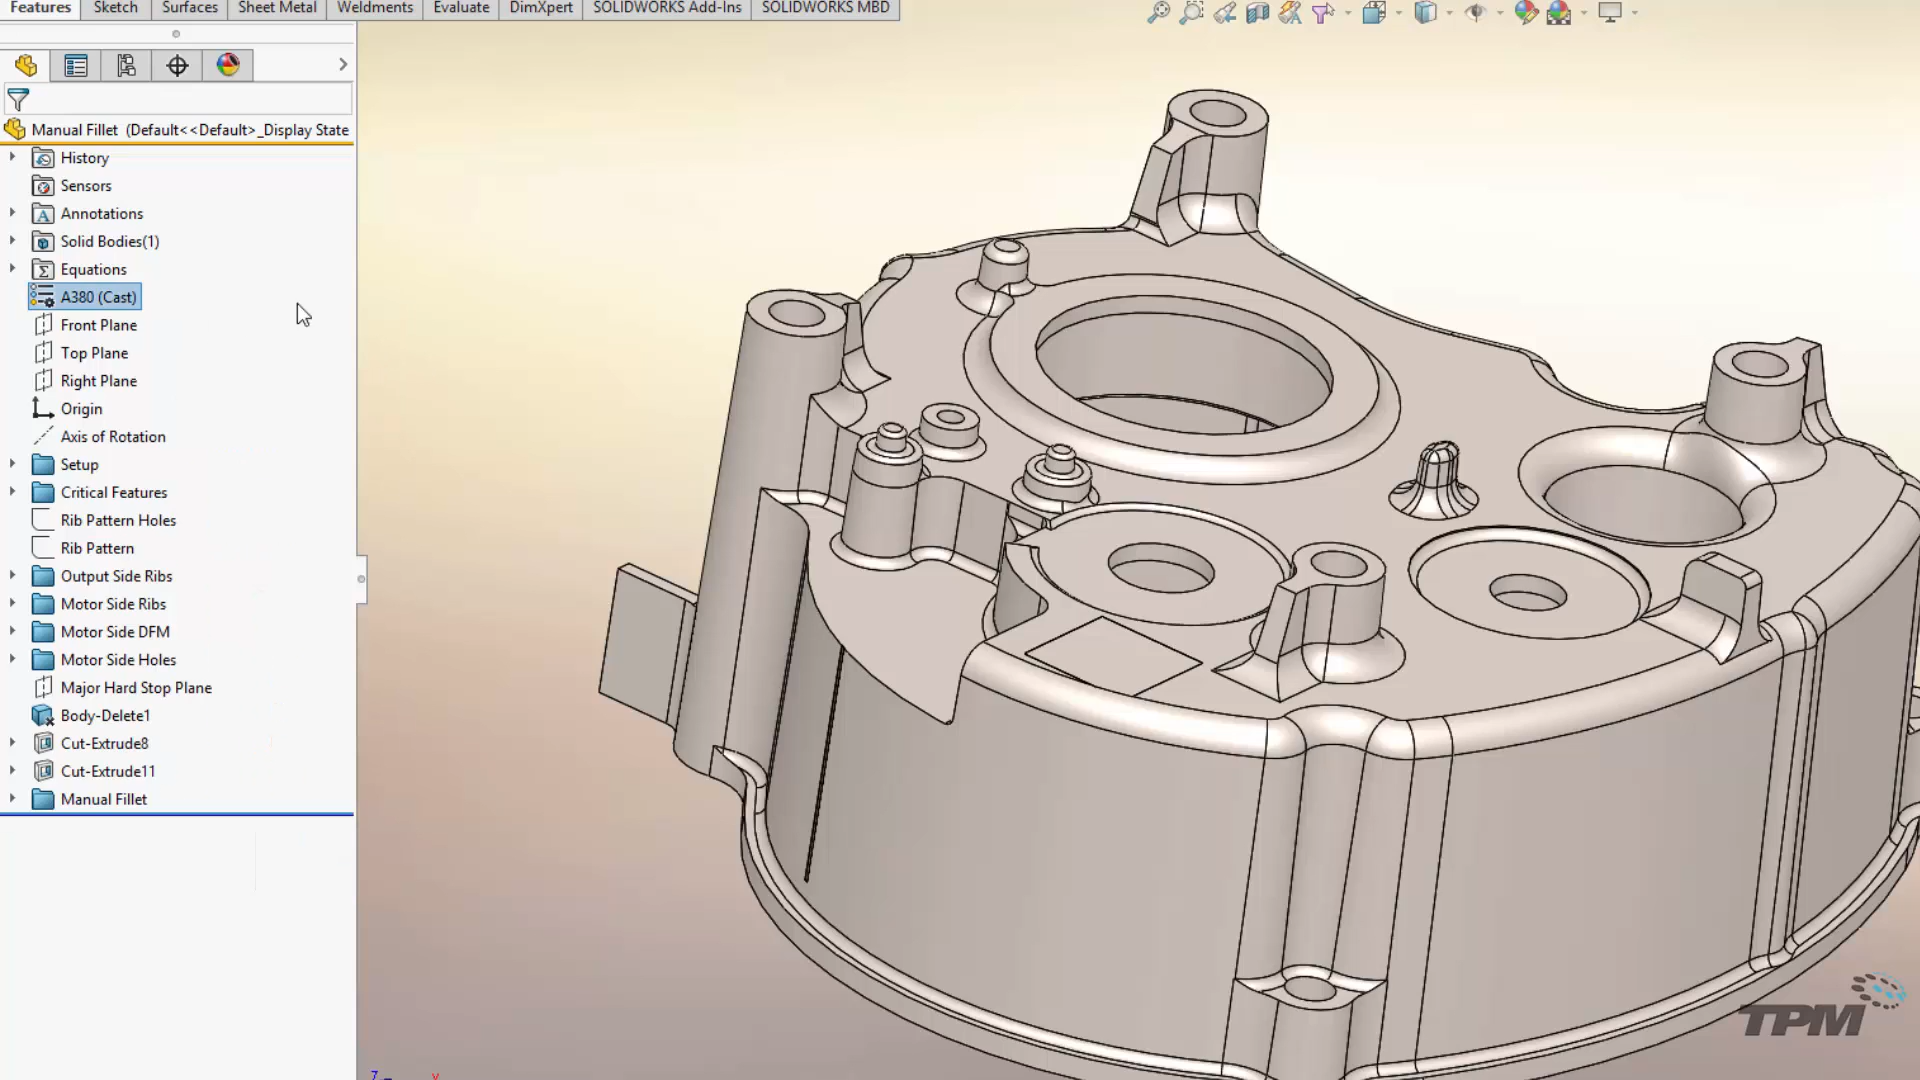 Features Sketch Surfaces Sheet Metal Weldments Evaluate DimXpert SOLIDWORKS Add-Ins SOLIDWORKS MBD
Manual Fillet (Default<<Default>_Display State
History
Sensors
Annotations
Solid Bodies(1)
Equations
A380 (Cast)
Front Plane
Top Plane
Right Plane
Origin
Axis of Rotation
Setup
Critical Features
Rib Pattern Holes
Rib Pattern
Output Side Ribs
Motor Side Ribs
Motor Side DFM
Motor Side Holes
Major Hard Stop Plane
Body-Delete1
Cut-Extrude8
Cut-Extrude11
Manual Fillet
TPM